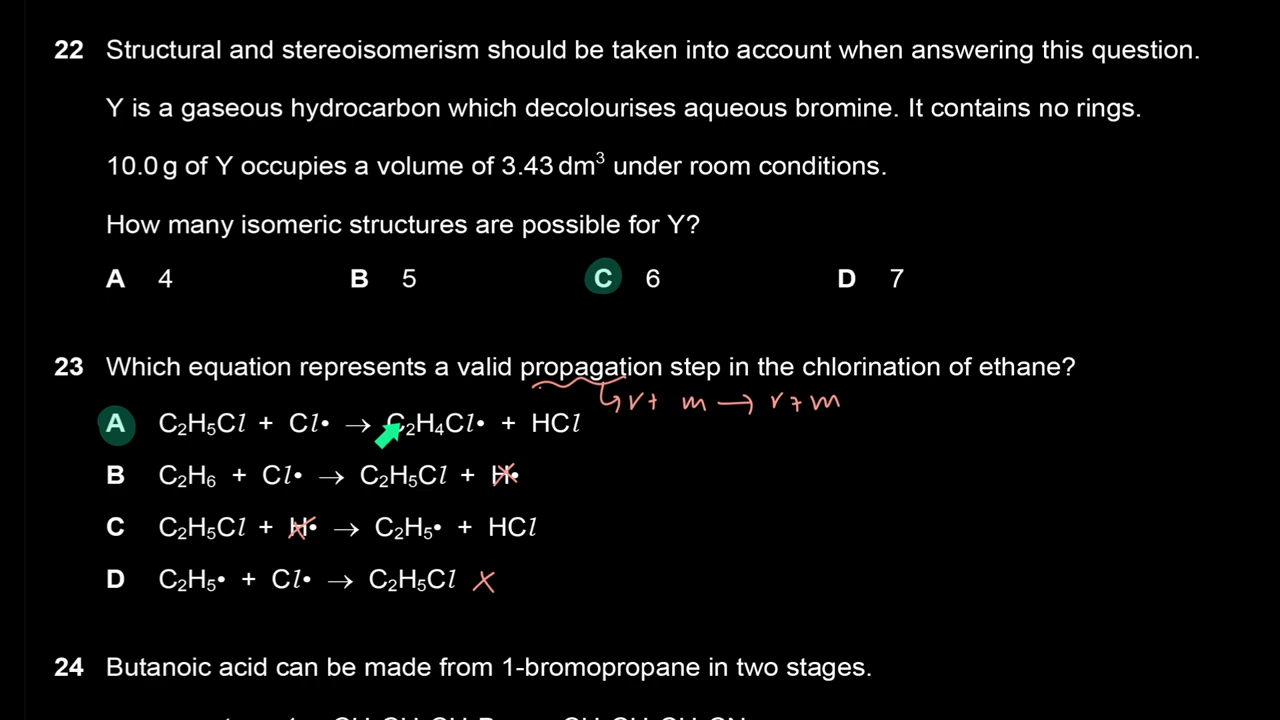 22 Structural and stereoisomerism should be taken into account when answering this question.
Y is a gaseous hydrocarbon which decolourises aqueous bromine. It contains no rings.
10.0 g of Y occupies a volume of 3.43 dm³ under room conditions.
How many isomeric structures are possible for Y?
A 4 B 5 C 6 D 7
23 Which equation represents a valid propagation step in the chlorination of ethane?
r + m → r + m
A C₂H₅Cl + Cl• → C₂H₄Cl• + HCl
B C₂H₆ + Cl• → C₂H₅Cl + H•
C C₂H₅Cl + H• → C₂H₅• + HCl
D C₂H₅• + Cl• → C₂H₅Cl x
24 Butanoic acid can be made from 1-bromopropane in two stages.